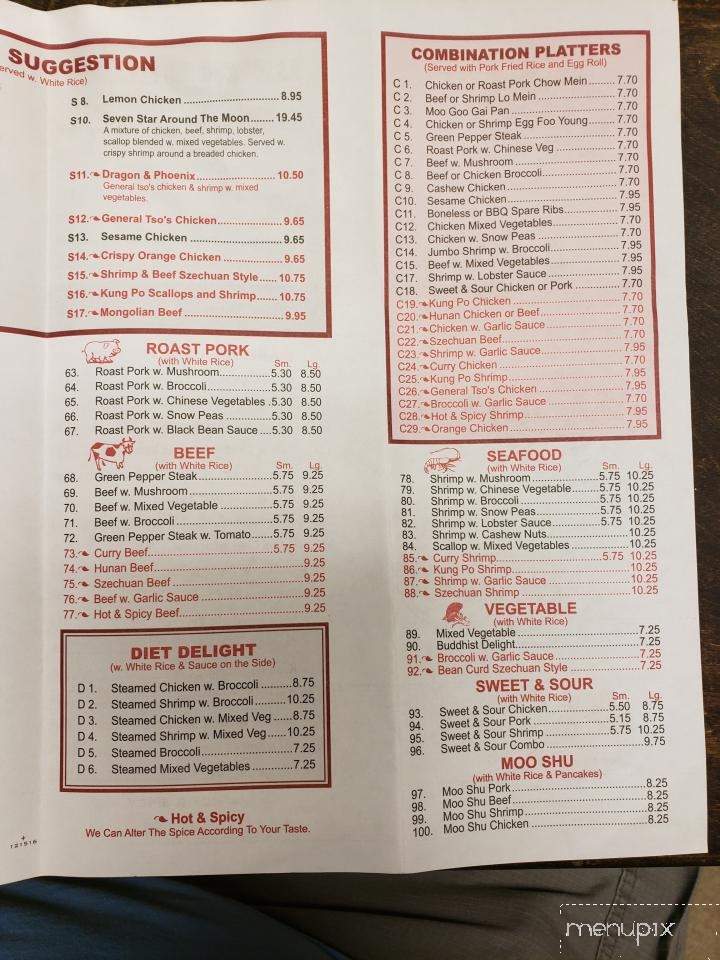 SUGGESTION
erved w. White Rice)
S 8. Lemon Chicken ........ 8.95
S10. Seven Star Around The Moon........ 19.45
A mixture of chicken, beef, shrimp, lobster,
scallop blended w. mixed vegetables. Served w.
crispy shrimp around a breaded chicken.
S11. Dragon & Phoenix........ 10.50
General tso's chicken & shrimp w. mixed
vegetables.
S12. General Tso's Chicken........ 9.65
S13. Sesame Chicken ........ 9.65
S14. Crispy Orange Chicken ........ 9.65
S15. Shrimp & Beef Szechuan Style..... 10.75
S16. Kung Po Scallops and Shrimp...... 10.75
S17. Mongolian Beef ........ 9.95
ROAST PORK
(with White Rice)
Sm. Lg.
63. Roast Pork w. Mushroom........ 5.30 8.50
64. Roast Pork w. Broccoli........ 5.30 8.50
65. Roast Pork w. Chinese Vegetables . 5.30 8.50
66. Roast Pork w. Snow Peas ........ 5.30 8.50
67. Roast Pork w. Black Bean Sauce .... 5.30 8.50
BEEF
(with White Rice)
Sm. Lg.
68. Green Pepper Steak........ 5.75 9.25
69. Beef w. Mushroom........ 5.75 9.25
70. Beef w. Mixed Vegetable ........ 5.75 9.25
71. Beef w. Broccoli........ 5.75 9.25
72. Green Pepper Steak w. Tomato...... 5.75 9.25
73. Curry Beef........ 5.75 9.25
74. Hunan Beef ........ 9.25
75. Szechuan Beef ........ 9.25
76. Beef w. Garlic Sauce ........ 9.25
77. Hot & Spicy Beef........ 9.25
DIET DELIGHT
(w. White Rice & Sauce on the Side)
D 1. Steamed Chicken w. Broccoli ........ 8.75
D 2. Steamed Shrimp w. Broccoli ........ 10.25
D 3. Steamed Chicken w. Mixed Veg ...... 8.75
D 4. Steamed Shrimp w. Mixed Veg ...... 10.25
D 5. Steamed Broccoli........ 7.25
D 6. Steamed Mixed Vegetables ........ 7.25
Hot & Spicy
We Can Alter The Spice According To Your Taste.
121516
COMBINATION PLATTERS
(Served with Pork Fried Rice and Egg Roll)
C 1. Chicken or Roast Pork Chow Mein........ 7.70
C 2. Beef or Shrimp Lo Mein ........ 7.70
C 3. Moo Goo Gai Pan ........ 7.70
C 4. Chicken or Shrimp Egg Foo Young........ 7.70
C 5. Green Pepper Steak ........ 7.70
C 6. Roast Pork w. Chinese Veg ........ 7.70
C 7. Beef w. Mushroom........ 7.70
C 8. Beef or Chicken Broccoli........ 7.70
C 9. Cashew Chicken ........ 7.70
C10. Sesame Chicken ........ 7.95
C11. Boneless or BBQ Spare Ribs........ 7.95
C12. Chicken Mixed Vegetables........ 7.70
C13. Chicken w. Snow Peas ........ 7.70
C14. Jumbo Shrimp w. Broccoli........ 7.95
C15. Beef w. Mixed Vegetables........ 7.70
C17. Shrimp w. Lobster Sauce ........ 7.95
C18. Sweet & Sour Chicken or Pork ........ 7.70
C19. Kung Po Chicken ........ 7.70
C20. Hunan Chicken or Beef ........ 7.70
C21. Chicken w. Garlic Sauce ........ 7.70
C22. Szechuan Beef........ 7.70
C23. Shrimp w. Garlic Sauce........ 7.95
C24. Curry Chicken ........ 7.70
C25. Kung Po Shrimp........ 7.95
C26. General Tso's Chicken ........ 7.95
C27. Broccoli w. Garlic Sauce ........ 7.70
C28. Hot & Spicy Shrimp........ 7.95
C29. Orange Chicken ........ 7.95
SEAFOOD
(with White Rice)
Sm. Lg.
78. Shrimp w. Mushroom........ 5.75 10.25
79. Shrimp w. Chinese Vegetable........ 5.75 10.25
80. Shrimp w. Broccoli ........ 5.75 10.25
81. Shrimp w. Snow Peas........ 5.75 10.25
82. Shrimp w. Lobster Sauce........ 5.75 10.25
83. Shrimp w. Cashew Nuts........ 10.25
84. Scallop w. Mixed Vegetables ........ 10.25
85. Curry Shrimp........ 5.75 10.25
86. Kung Po Shrimp........ 10.25
87. Shrimp w. Garlic Sauce ........ 10.25
88. Szechuan Shrimp ........ 10.25
VEGETABLE
(with White Rice)
89. Mixed Vegetable ........ 7.25
90. Buddhist Delight........ 7.25
91. Broccoli w. Garlic Sauce........ 7.25
92. Bean Curd Szechuan Style ........ 7.25
SWEET & SOUR
(with White Rice)
Sm. Lg.
93. Sweet & Sour Chicken........ 5.50 8.75
94. Sweet & Sour Pork ........ 5.15 8.75
95. Sweet & Sour Shrimp ........ 5.75 10.25
96. Sweet & Sour Combo ........ 9.75
MOO SHU
(with White Rice & Pancakes)
97. Moo Shu Pork........ 8.25
98. Moo Shu Beef........ 8.25
99. Moo Shu Shrimp........ 8.25
100. Moo Shu Chicken ........ 8.25
menupix